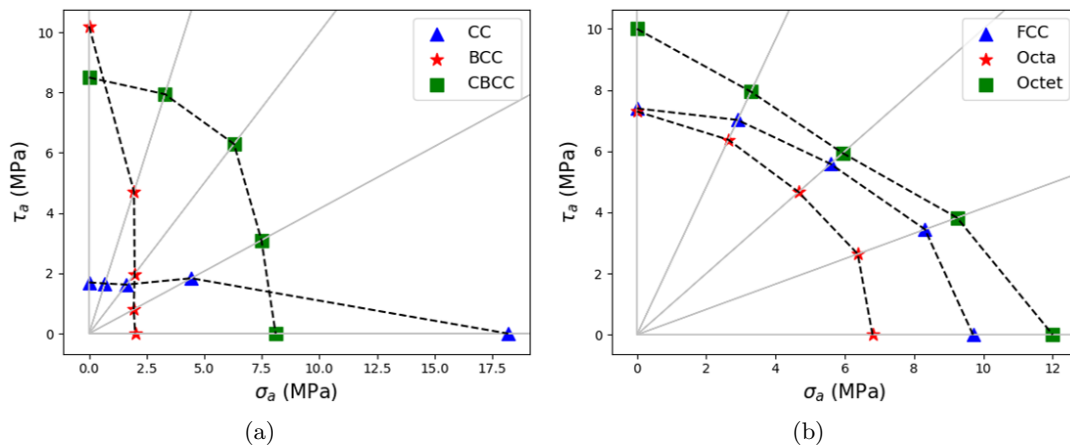 10
8
6
4
2
0
τₐ (MPa)
0.0 2.5 5.0 7.5 10.0 12.5 15.0 17.5
σₐ (MPa)
CC
BCC
CBCC
(a)
10
8
6
4
2
0
τₐ (MPa)
0 2 4 6 8 10 12
σₐ (MPa)
FCC
Octa
Octet
(b)